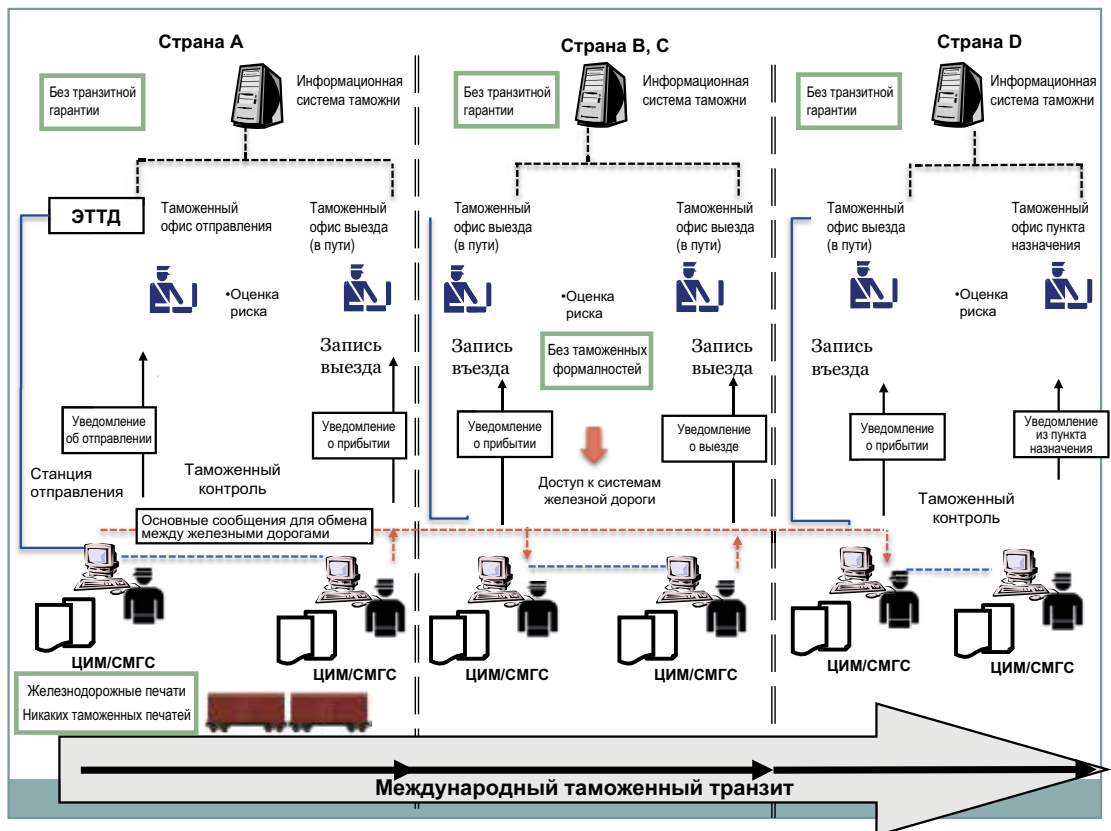 Страна A
Без транзитной
гарантии
Информационная
система таможни
ЭТТД
Таможенный
офис отправления
Таможенный
офис выезда
(в пути)
•Оценка
риска
Запись
выезда
Уведомление
об отправлении
Уведомление
о прибытии
Станция
отправления
Таможенный
контроль
Основные сообщения для обмена
между железными дорогами
ЦИМ/СМГС
ЦИМ/СМГС
Железнодорожные печати
Никаких таможенных печатей
Страна B, C
Без транзитной
гарантии
Информационная
система таможни
Таможенный
офис выезда
(в пути)
Таможенный
офис выезда
(в пути)
•Оценка
риска
Запись
въезда
Без таможенных
формалностей
Запись
выезда
Уведомление
о прибытии
Уведомление
о выезде
Доступ к системам
железной дороги
ЦИМ/СМГС
ЦИМ/СМГС
Страна D
Без транзитной
гарантии
Информационная
система таможни
Таможенный
офис выезда
(в пути)
Таможенный
офис пункта
назначения
•Оценка
риска
Запись
въезда
Уведомление
о прибытии
Уведомление
из пункта
назначения
Таможенный
контроль
ЦИМ/СМГС
ЦИМ/СМГС
Международный таможенный транзит